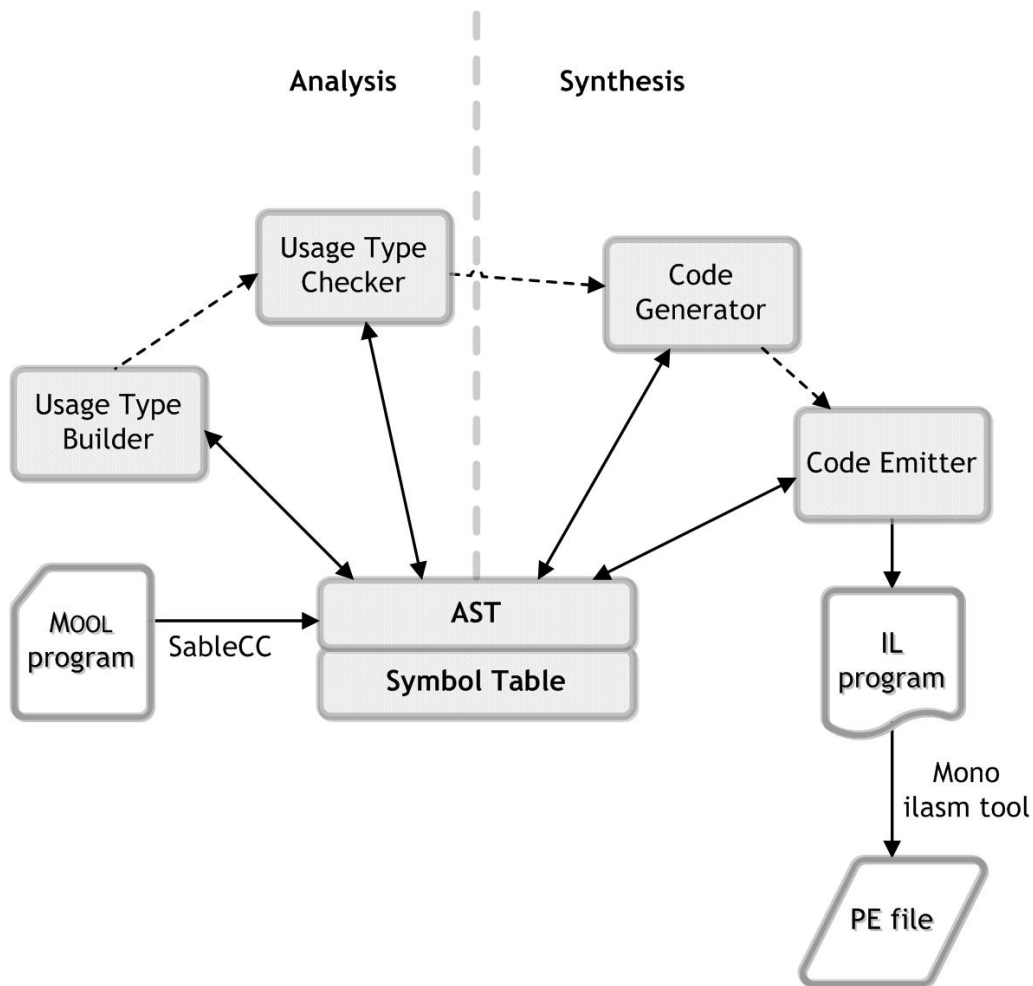 Analysis
Synthesis
Usage Type
Checker
Code
Generator
Usage Type
Builder
Code Emitter
MOOL
program
SableCC
AST
Symbol Table
IL
program
Mono
ilasm tool
PE file